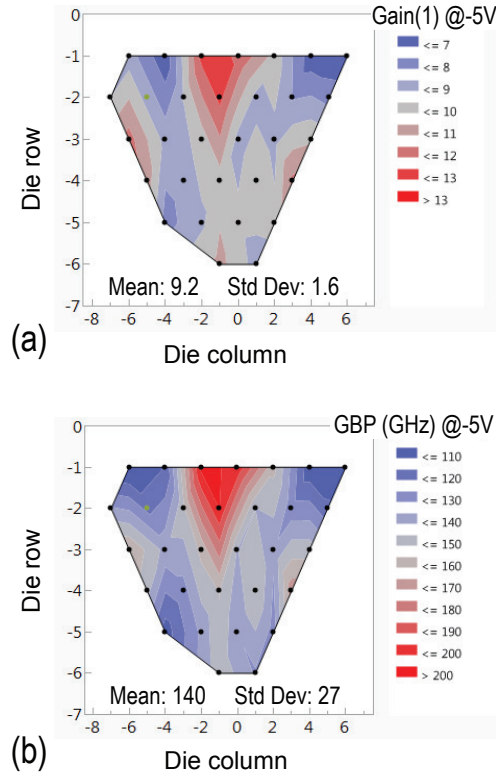 Gain(1) @-5V
-0
-1
-2
-3
-4
-5
-6
-7
Die row
<= 7
<= 8
<= 9
<= 10
<= 11
<= 12
<= 13
> 13
Mean: 9.2 Std Dev: 1.6
-8 -6 -4 -2 0 2 4 6
(a)
Die column
GBP (GHz) @-5V
0
-1
-2
-3
-4
-5
-6
-7
Die row
<= 110
<= 120
<= 130
<= 140
<= 150
<= 160
<= 170
<= 180
<= 190
<= 200
> 200
Mean: 140 Std Dev: 27
-8 -6 -4 -2 0 2 4 6
(b)
Die column